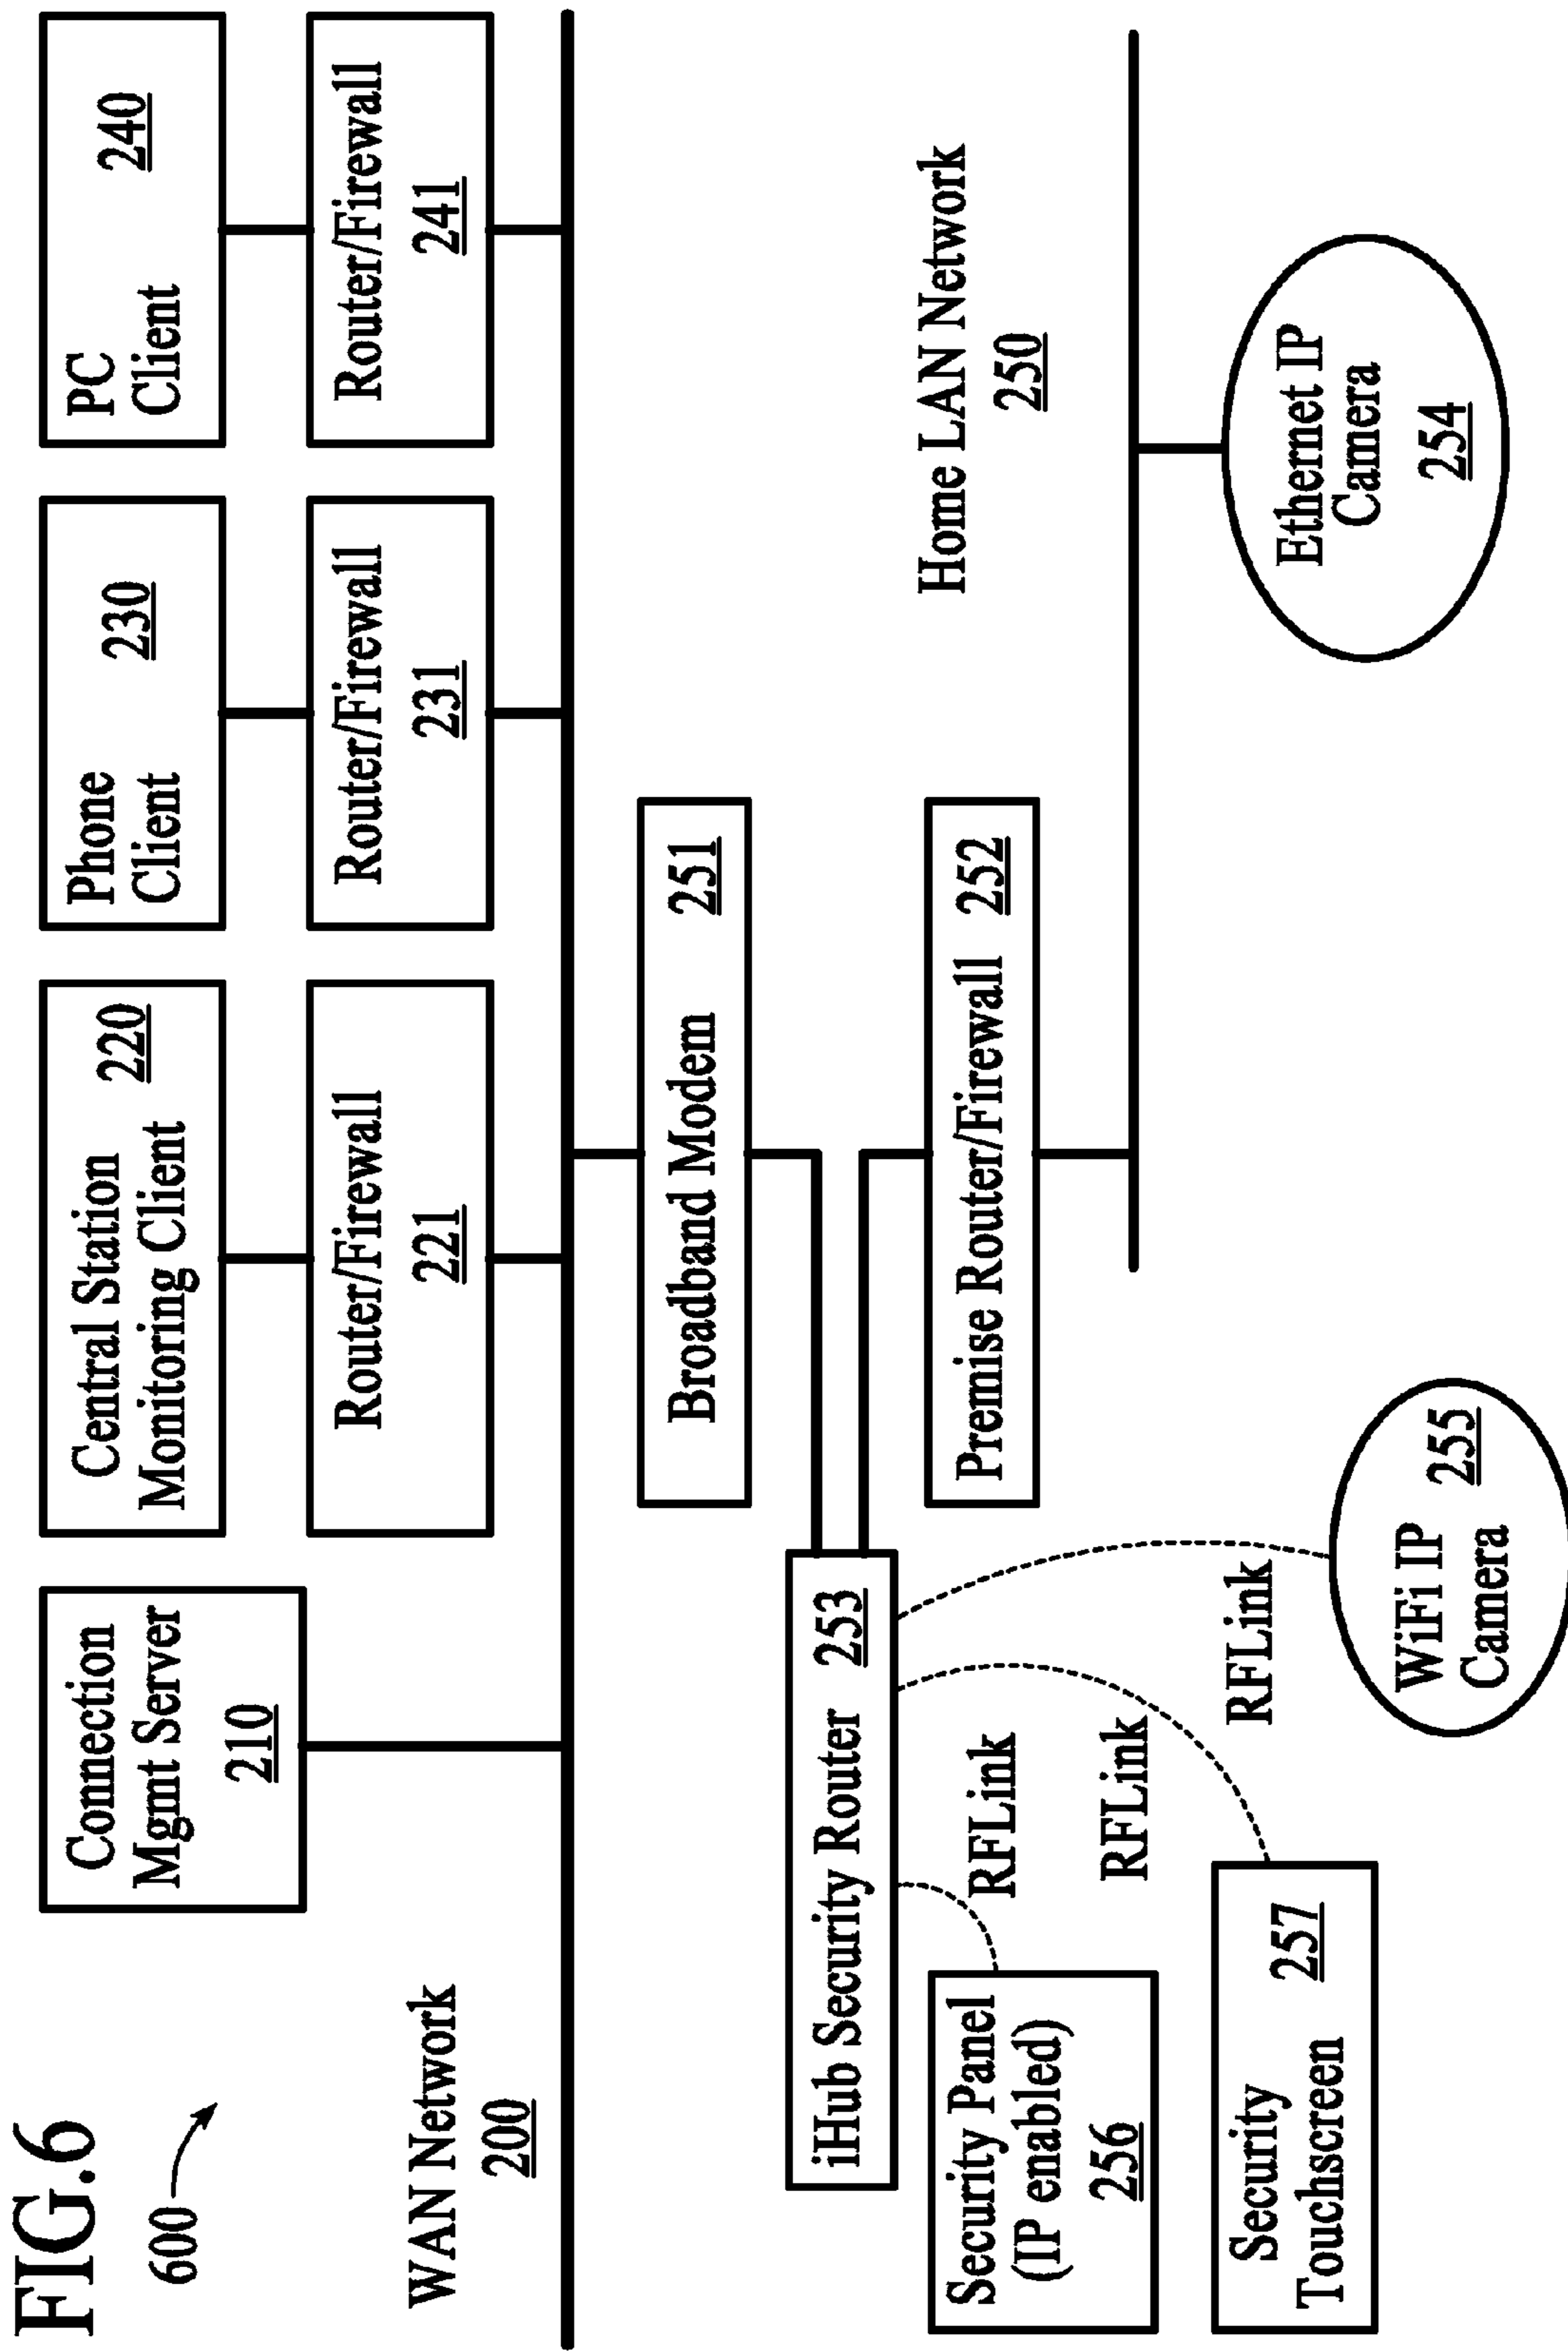 FIG.6
600
Connection
Mgmt Server
210
Central Station
Monitoring Client
220
Phone
Client
230
PC
Client
240
Router/Firewall
221
Router/Firewall
231
Router/Firewall
241
WAN Network
200
Broadband Modem 251
iHub Security Router 253
Premise Router/Firewall 252
Home LAN Network
250
Security Panel
(IP enabled)
256
RFLink
RFLink
RFLink
Security
Touchscreen
257
WiFi IP
Camera
255
Ethernet IP
Camera
254